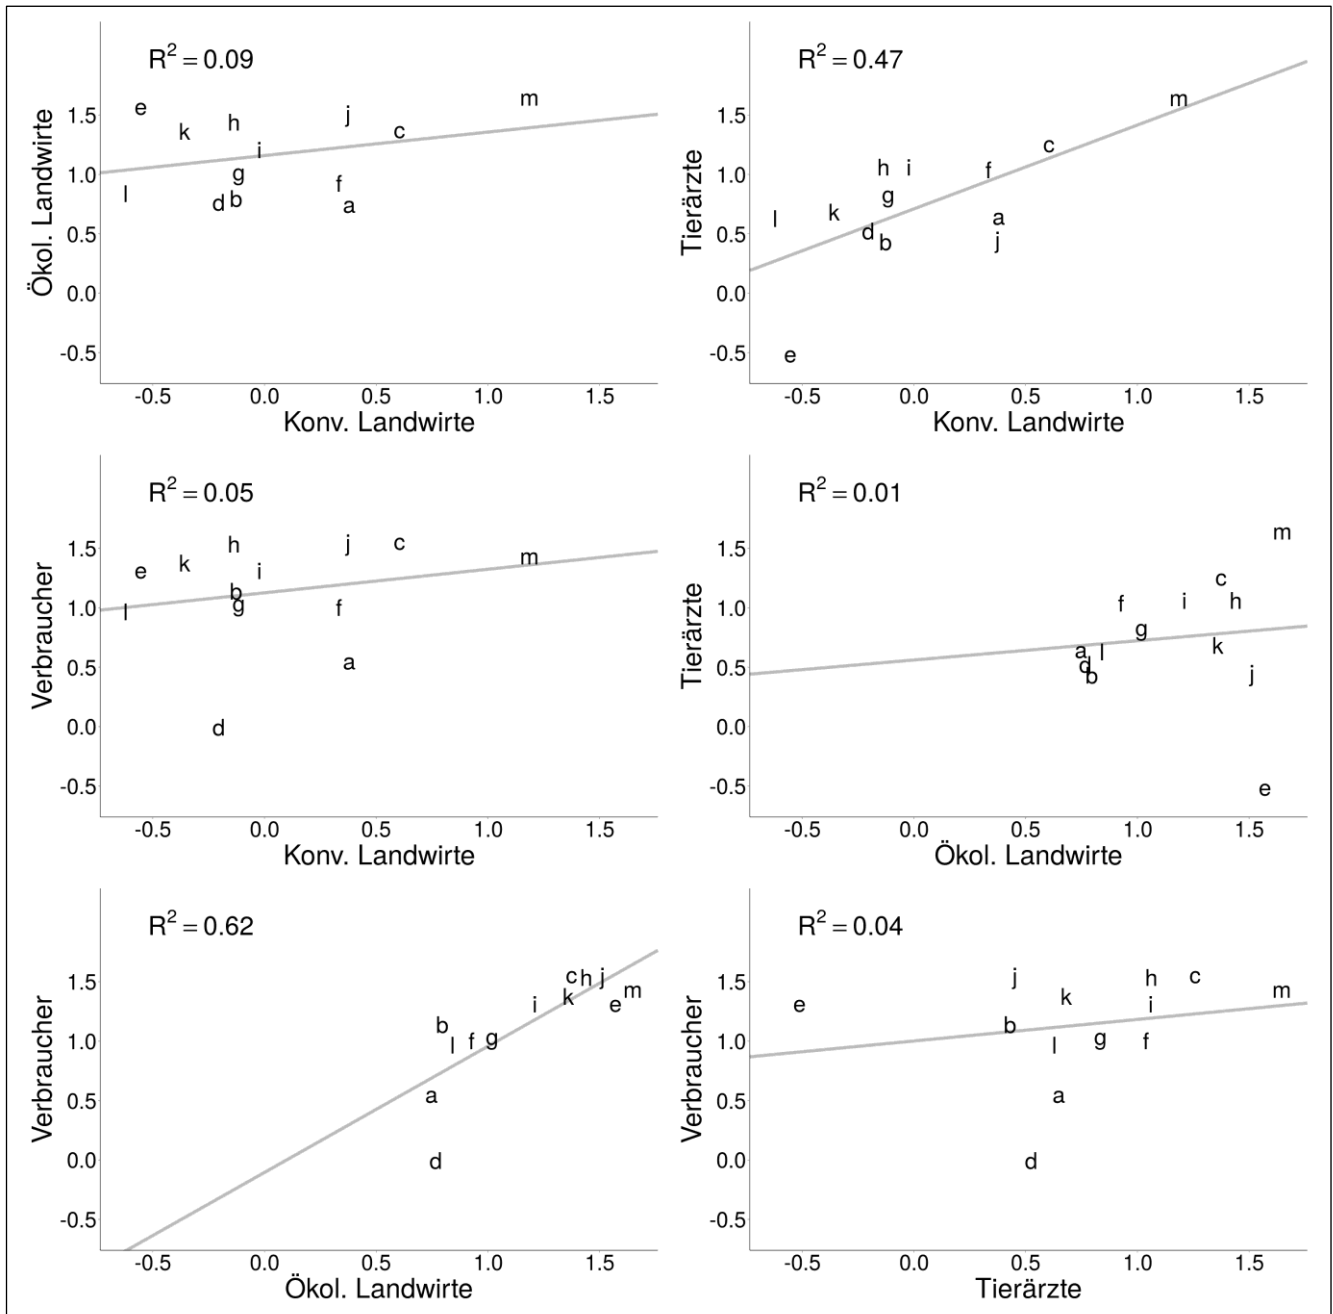 R² = 0.09
Ökol. Landwirte
1.5
1.0
0.5
0.0
-0.5
e
k
h
i
j
c
m
l
d
b
g
f
a
-0.5 0.0 0.5 1.0 1.5
Konv. Landwirte
R² = 0.47
Tierärzte
1.5
1.0
0.5
0.0
-0.5
m
c
h
i
f
g
l
k
d
b
a
j
e
-0.5 0.0 0.5 1.0 1.5
Konv. Landwirte
R² = 0.05
Verbraucher
1.5
1.0
0.5
0.0
-0.5
h
j
c
m
e
k
i
b
l
g
f
a
d
-0.5 0.0 0.5 1.0 1.5
Konv. Landwirte
R² = 0.01
Tierärzte
1.5
1.0
0.5
0.0
-0.5
m
c
f
i
h
g
a
l
k
d
b
j
e
-0.5 0.0 0.5 1.0 1.5
Ökol. Landwirte
R² = 0.62
Verbraucher
1.5
1.0
0.5
0.0
-0.5
c
h
j
k
m
i
e
b
l
f
g
a
d
-0.5 0.0 0.5 1.0 1.5
Ökol. Landwirte
R² = 0.04
Verbraucher
1.5
1.0
0.5
0.0
-0.5
j
h
c
m
e
k
i
b
l
g
f
a
d
-0.5 0.0 0.5 1.0 1.5
Tierärzte